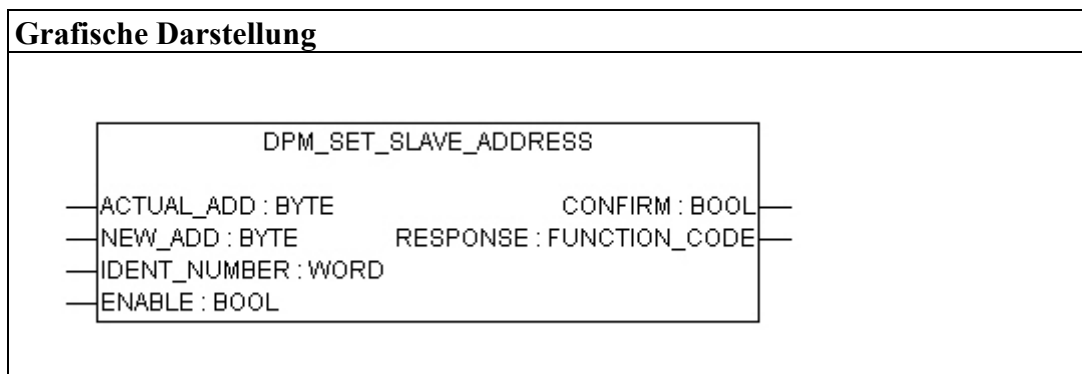 Grafische Darstellung
DPM_SET_SLAVE_ADDRESS
ACTUAL_ADD : BYTE CONFIRM : BOOL
NEW_ADD : BYTE RESPONSE : FUNCTION_CODE
IDENT_NUMBER : WORD
ENABLE : BOOL